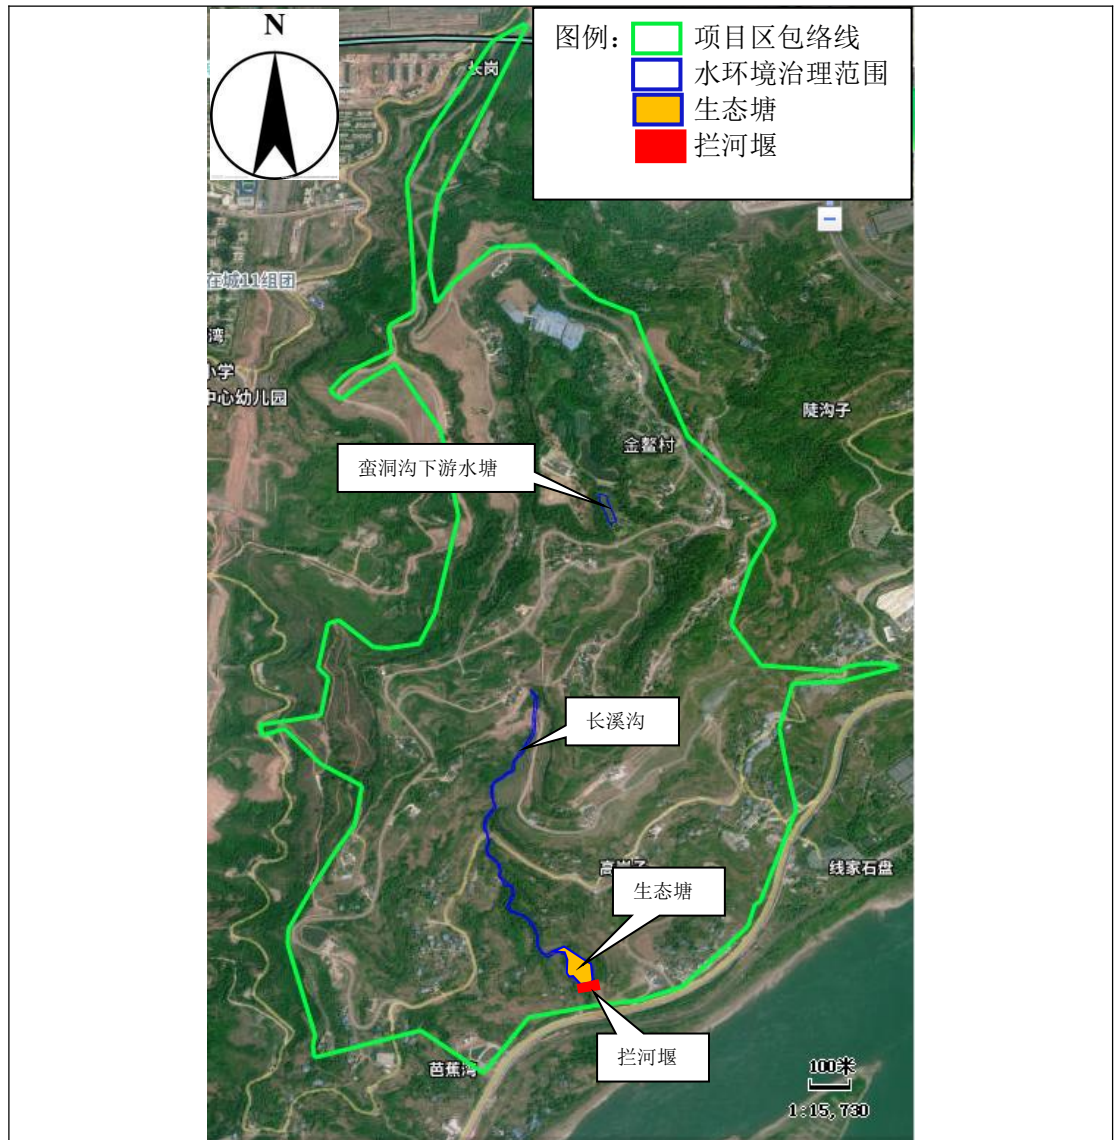 N
图例：
项目区包络线
水环境治理范围
生态塘
拦河堰
长岗
在城11组团
湾
小学
中心幼儿园
陡沟子
金鳌村
蛮洞沟下游水塘
长溪沟
线家石盘
生态塘
拦河堰
芭蕉湾
100米
1:15,730